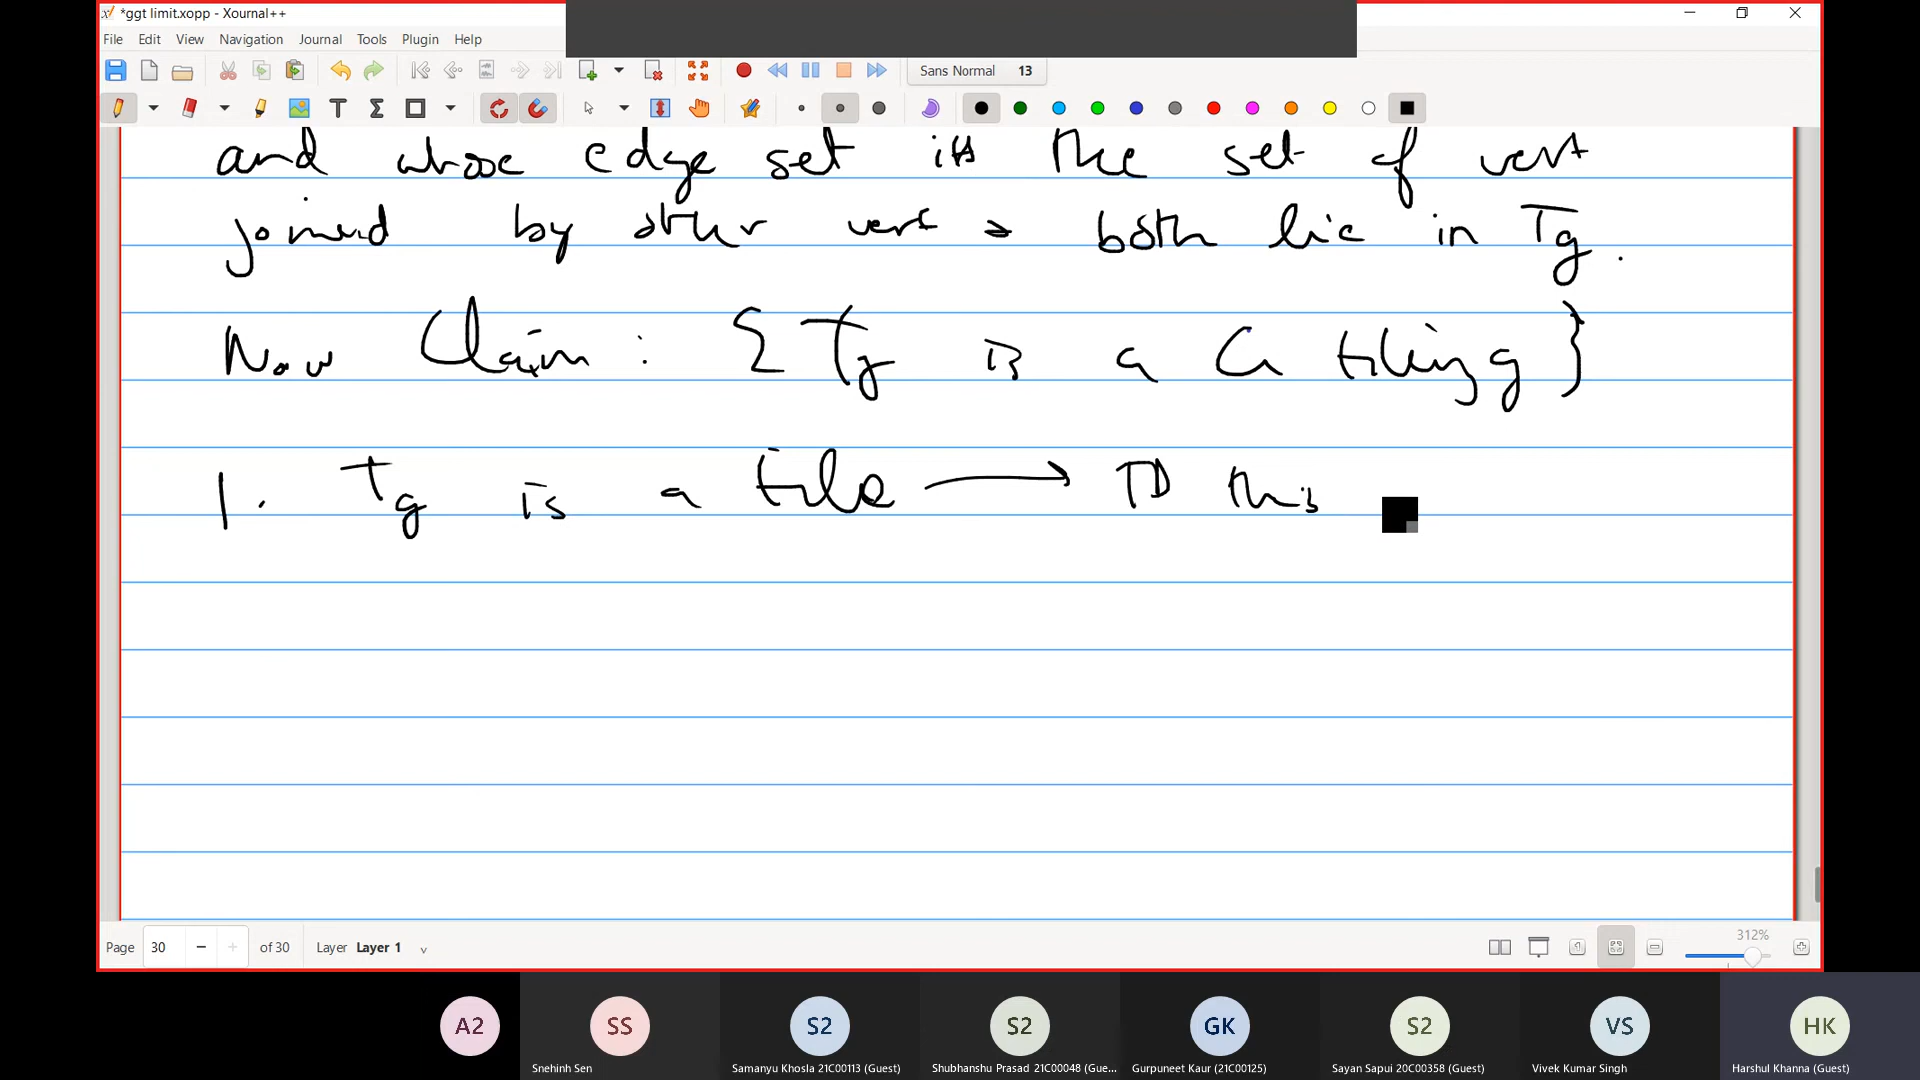 *ggt limit.xopp - Xournal++
File Edit View Navigation Journal Tools Plugin Help
Sans Normal 13
and whose edge set is the set of vert
joined by other vert & both lie in Tg.
Now Claim: { Tg is a G tiling }
1. Tg is a tile → TD this
Page 30 of 30 Layer Layer 1 312%
A2 SS S2 S2 GK S2 VS HK
Snehinh Sen Samanyu Khosla 21C00113 (Guest) Shubhanshu Prasad 21C00048 (Gue... Gurpuneet Kaur (21C00125) Sayan Sapui 20C00358 (Guest) Vivek Kumar Singh Harshul Khanna (Guest)